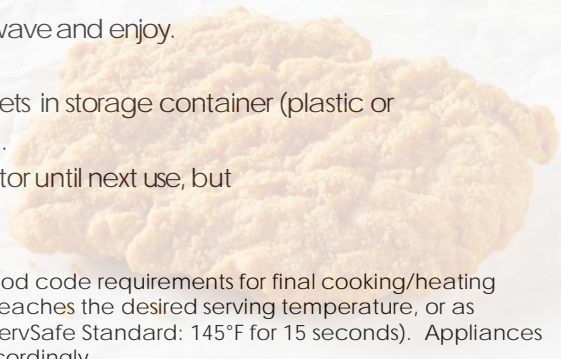 wave and enjoy.
ets in storage container (plastic or
.
tor until next use, but
od code requirements for final cooking/heating
eaches the desired serving temperature, or as
ervSafe Standard: 145°F for 15 seconds). Appliances
cordingly